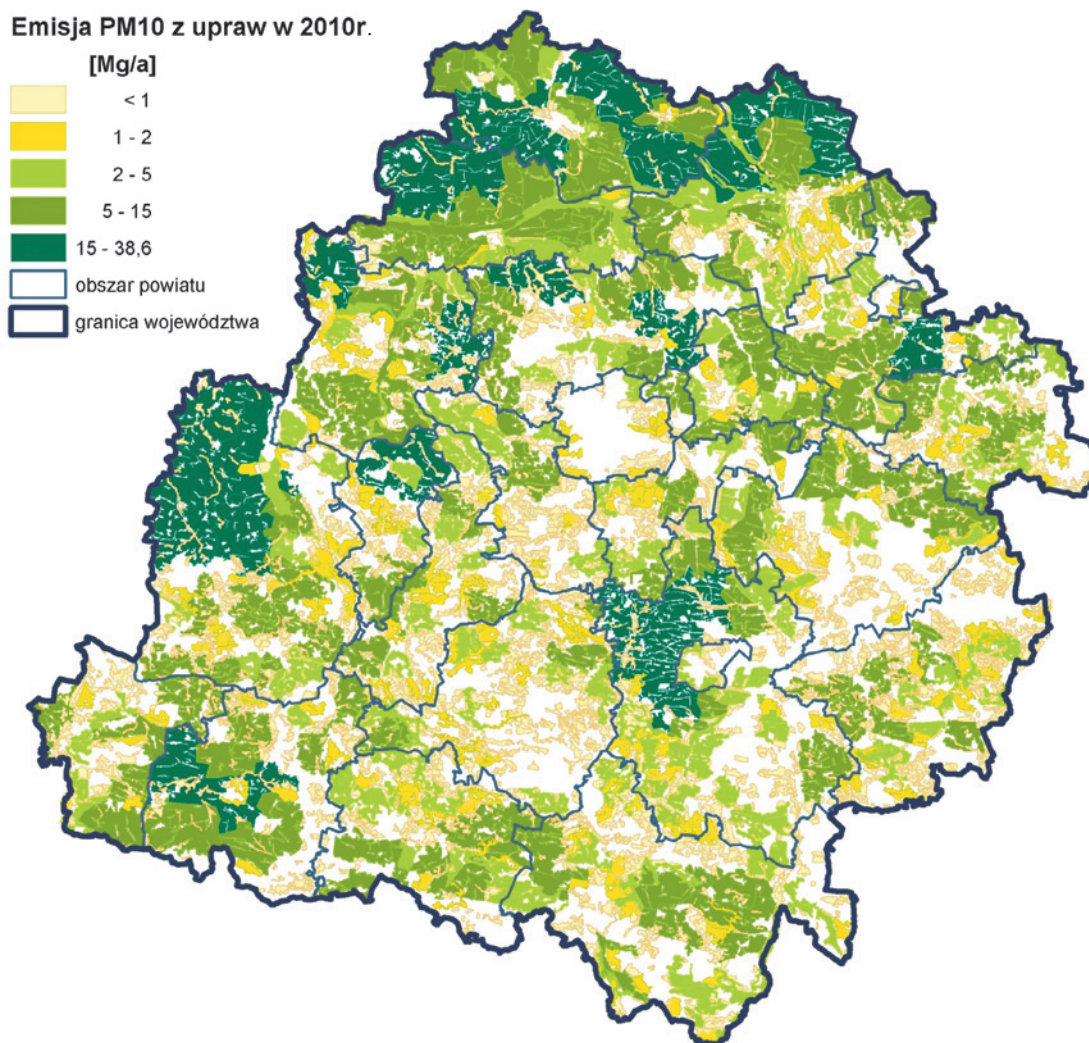 Emisja PM10 z upraw w 2010r.
[Mg/a]
< 1
1 - 2
2 - 5
5 - 15
15 - 38,6
obszar powiatu
granica województwa